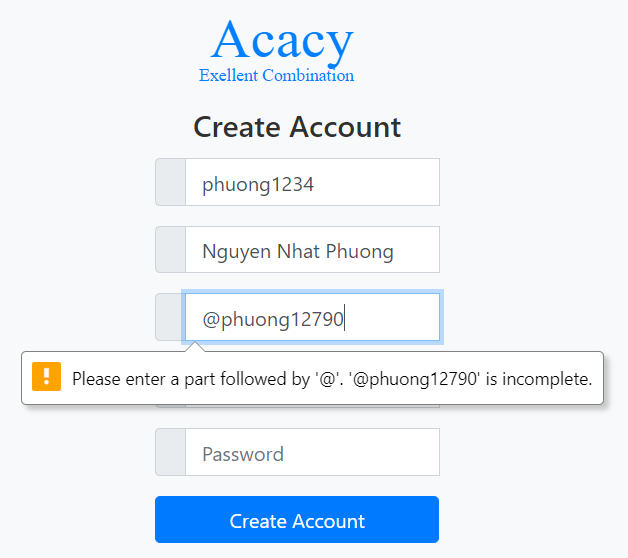 Acacy
Exellent Combination
Create Account
phuong1234
Nguyen Nhat Phuong
@phuong12790
Please enter a part followed by '@'. '@phuong12790' is incomplete.
Password
Create Account